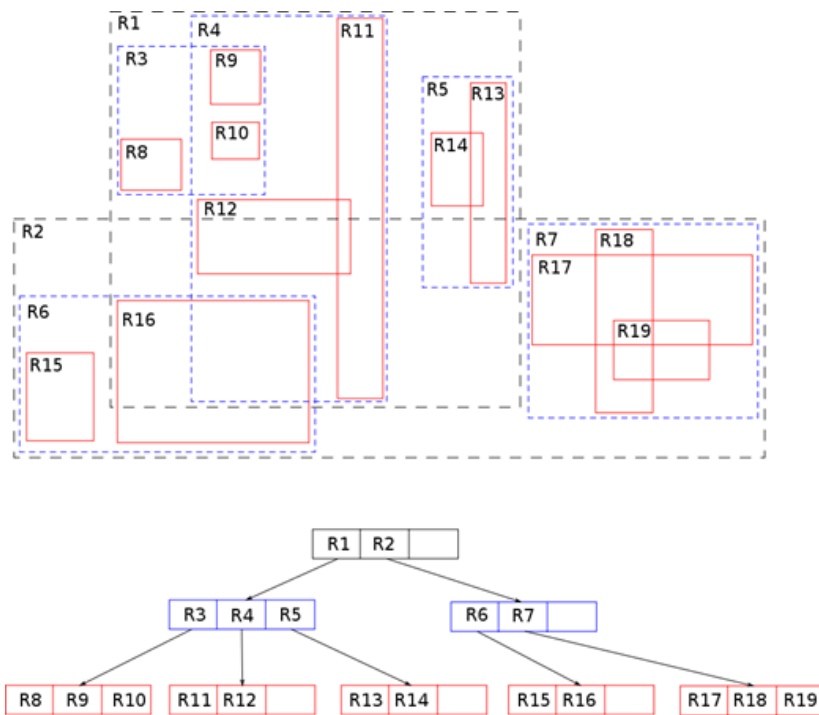 R1
R4
R11
R3
R9
R5
R13
R10
R14
R8
R12
R2
R7
R18
R17
R6
R16
R19
R15
R1 R2
R3 R4 R5
R6 R7
R8 R9 R10
R11 R12
R13 R14
R15 R16
R17 R18 R19